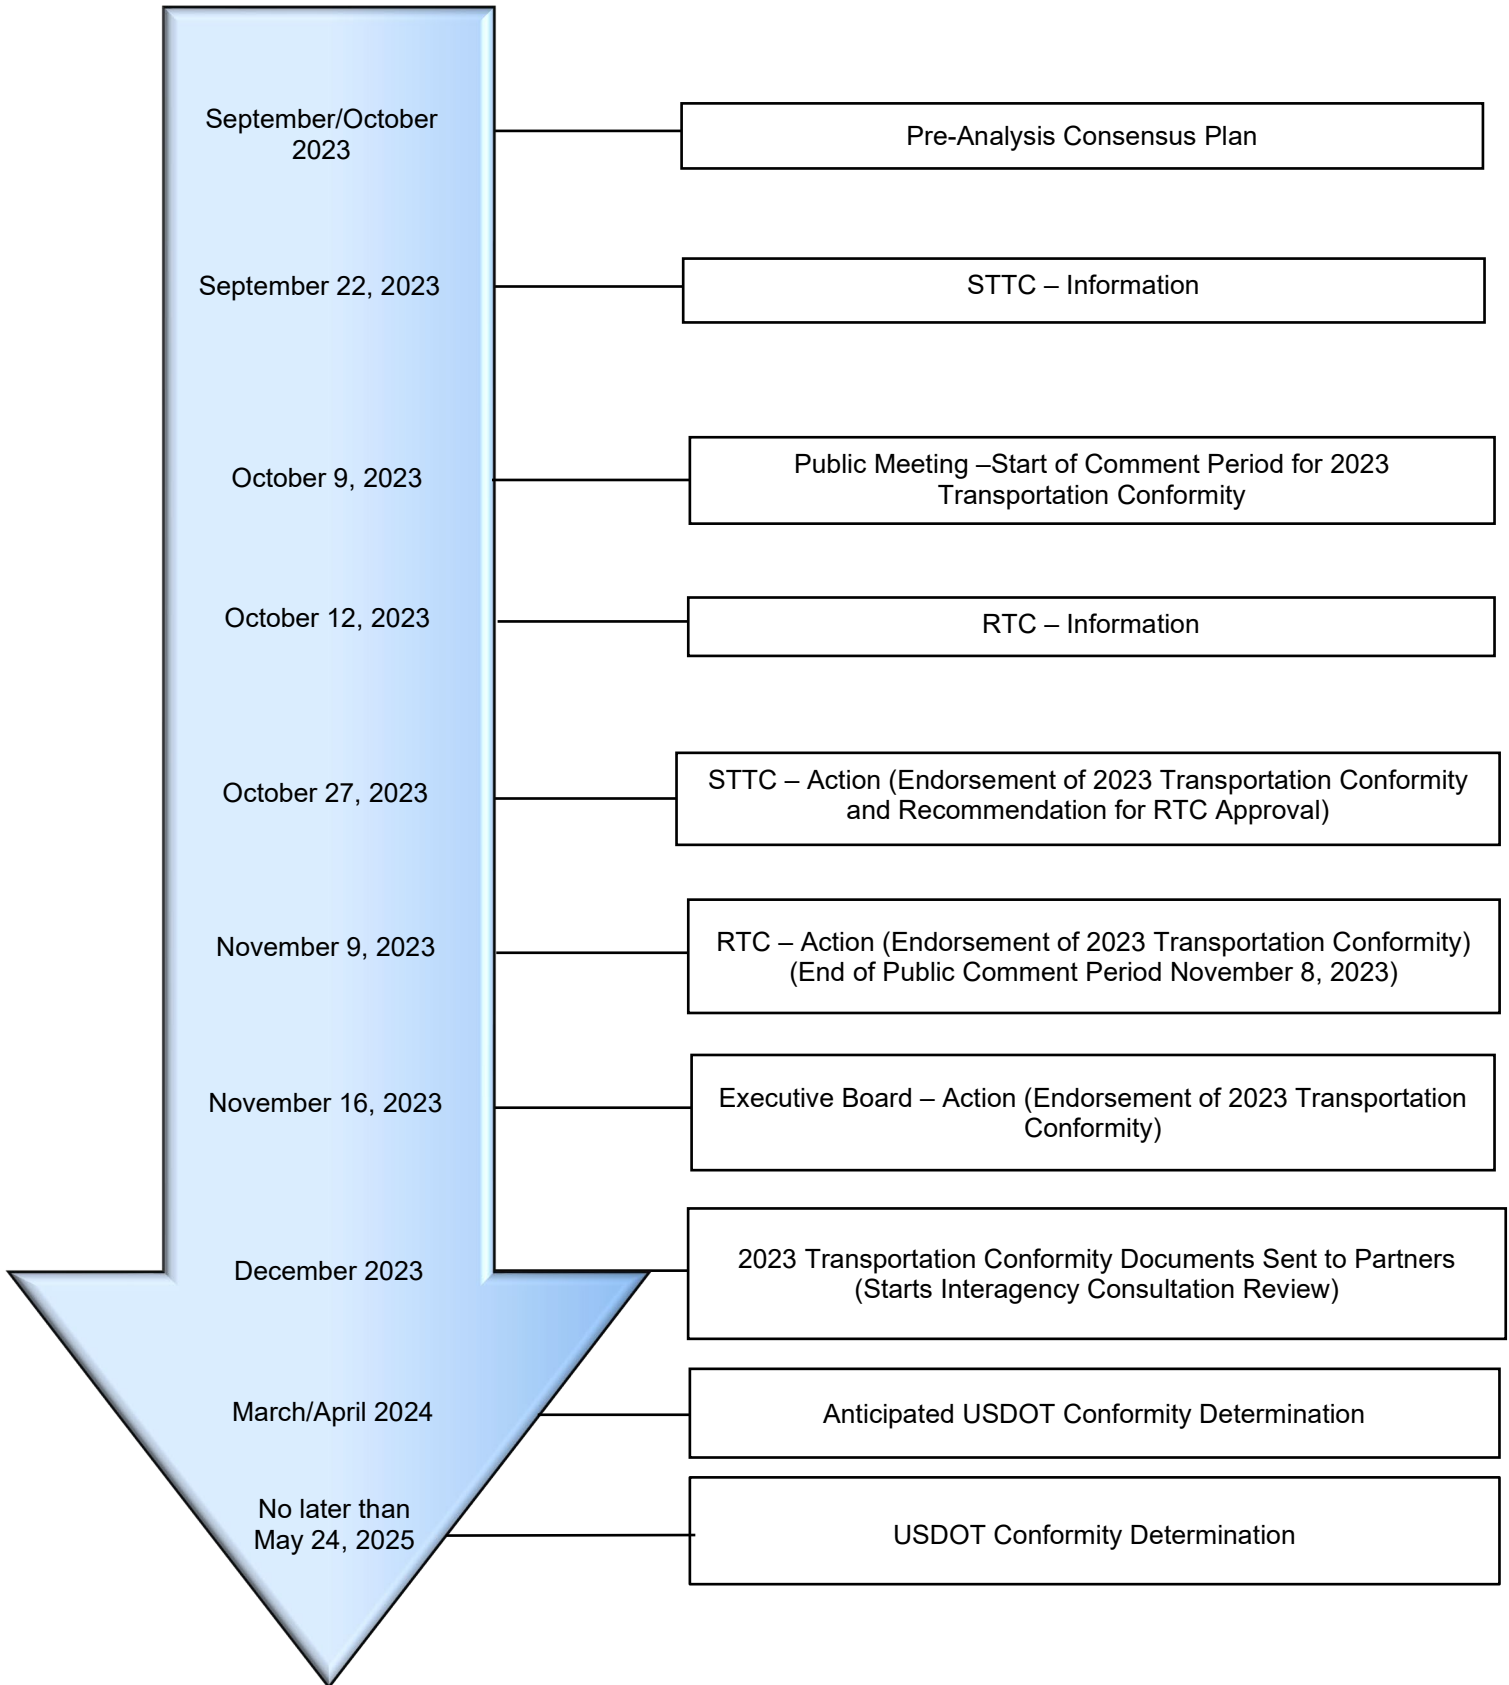 September/October
2023
Pre-Analysis Consensus Plan
September 22, 2023
STTC – Information
October 9, 2023
Public Meeting –Start of Comment Period for 2023
Transportation Conformity
October 12, 2023
RTC – Information
October 27, 2023
STTC – Action (Endorsement of 2023 Transportation Conformity
and Recommendation for RTC Approval)
November 9, 2023
RTC – Action (Endorsement of 2023 Transportation Conformity)
(End of Public Comment Period November 8, 2023)
November 16, 2023
Executive Board – Action (Endorsement of 2023 Transportation
Conformity)
December 2023
2023 Transportation Conformity Documents Sent to Partners
(Starts Interagency Consultation Review)
March/April 2024
Anticipated USDOT Conformity Determination
No later than
May 24, 2025
USDOT Conformity Determination